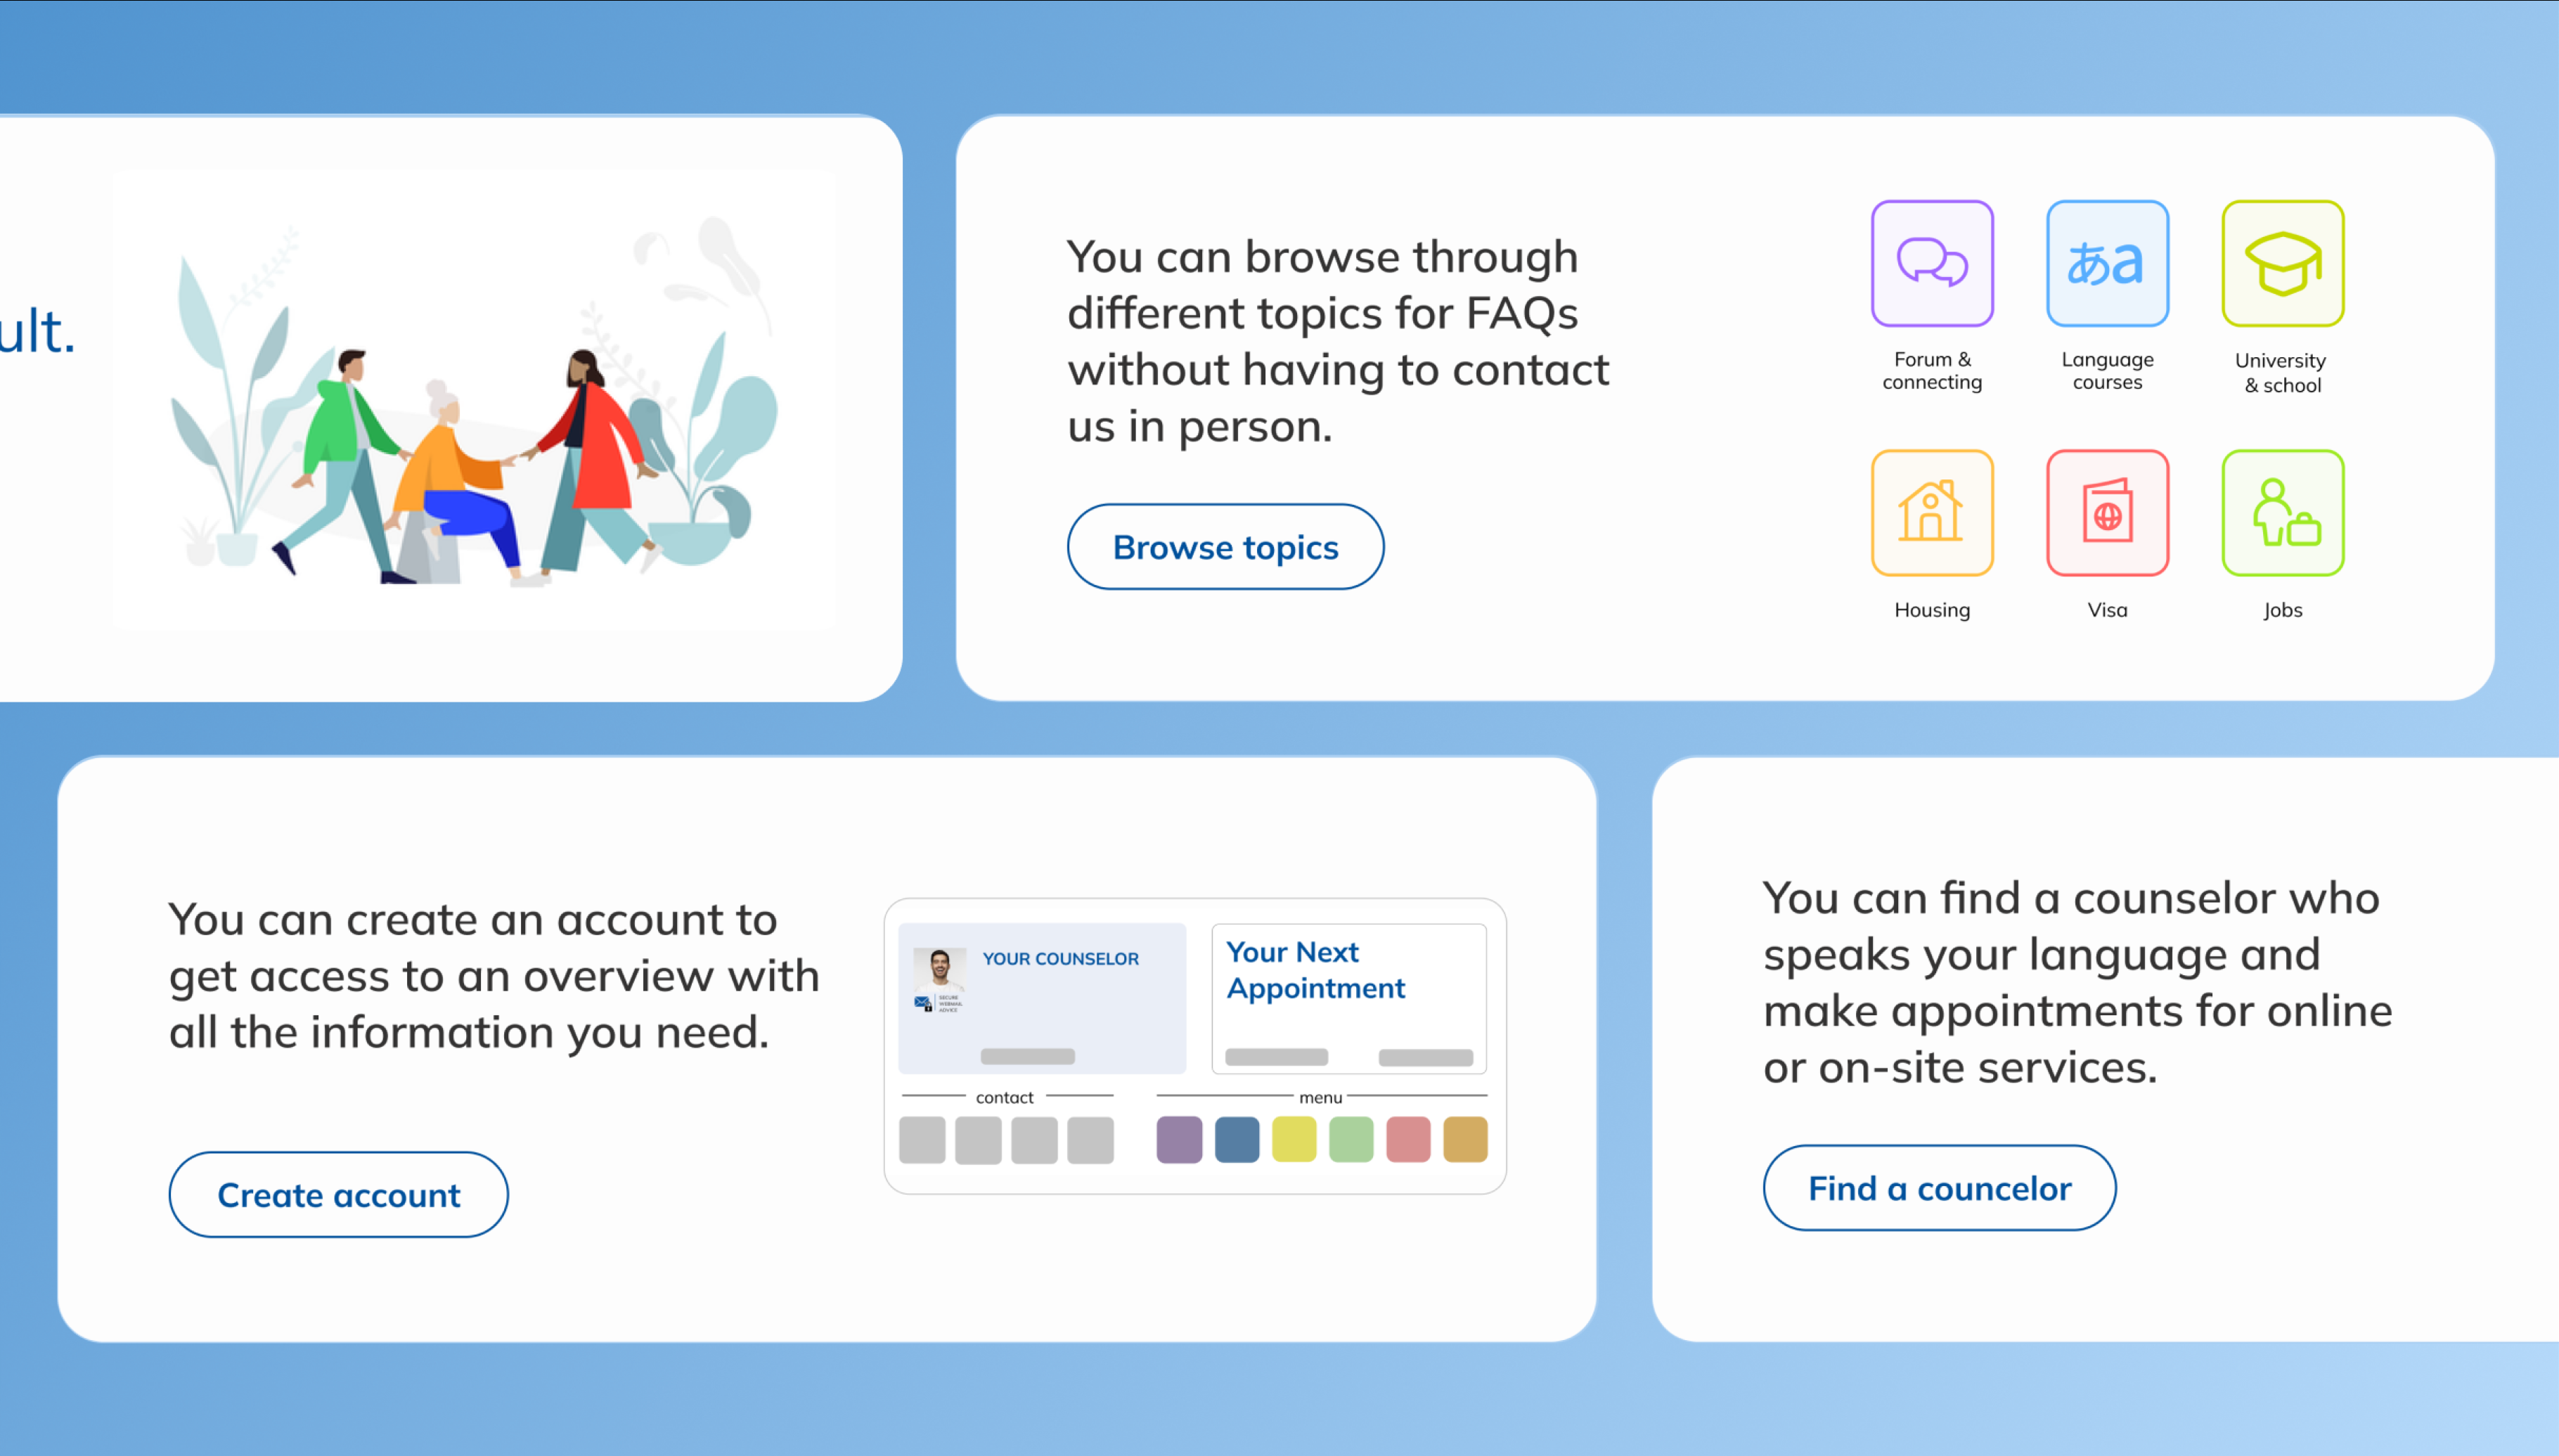 ult.
You can browse through
different topics for FAQs
without having to contact
us in person.
Browse topics
あa
Forum &
connecting
Language
courses
University
& school
Housing
Visa
Jobs
You can create an account to
get access to an overview with
all the information you need.
Create account
YOUR COUNSELOR
SECURE
WEBMAIL
ADVICE
Your Next
Appointment
contact
menu
You can find a counselor who
speaks your language and
make appointments for online
or on-site services.
Find a councelor